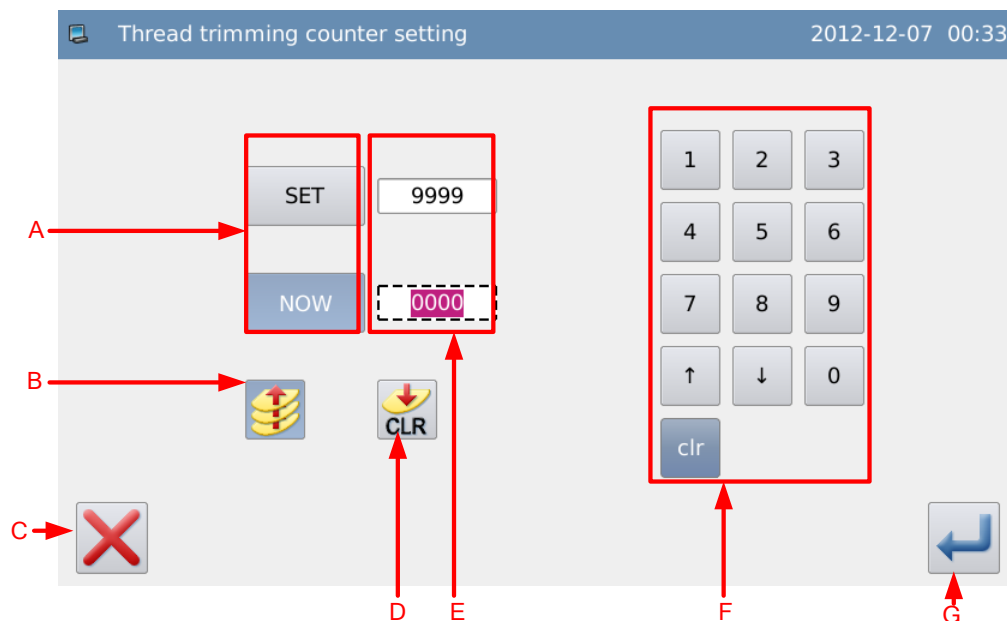 Thread trimming counter setting 2012-12-07 00:33
SET 9999
NOW 0000
CLR
1 2 3
4 5 6
7 8 9
↑ ↓ 0
clr
A
B
C
D E F G